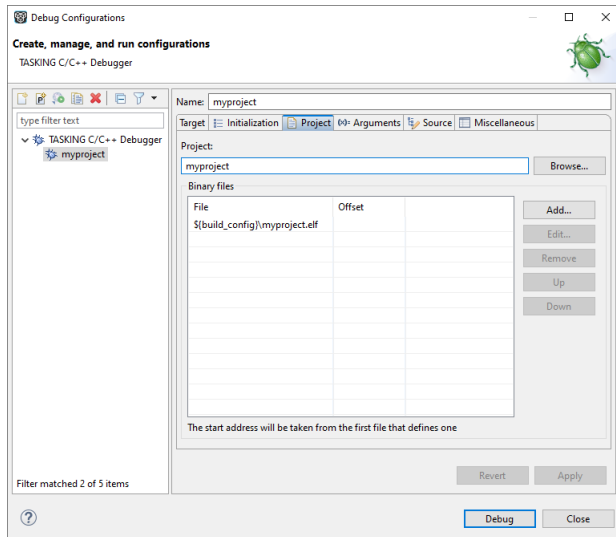 Debug Configurations
Create, manage, and run configurations
TASKING C/C++ Debugger
type filter text
TASKING C/C++ Debugger
myproject
Filter matched 2 of 5 items
Name: myproject
Target Initialization Project (x)= Arguments Source Miscellaneous
Project:
myproject Browse...
Binary files
File Offset
${build_config}\myproject.elf
Add...
Edit...
Remove
Up
Down
The start address will be taken from the first file that defines one
Revert Apply
Debug Close